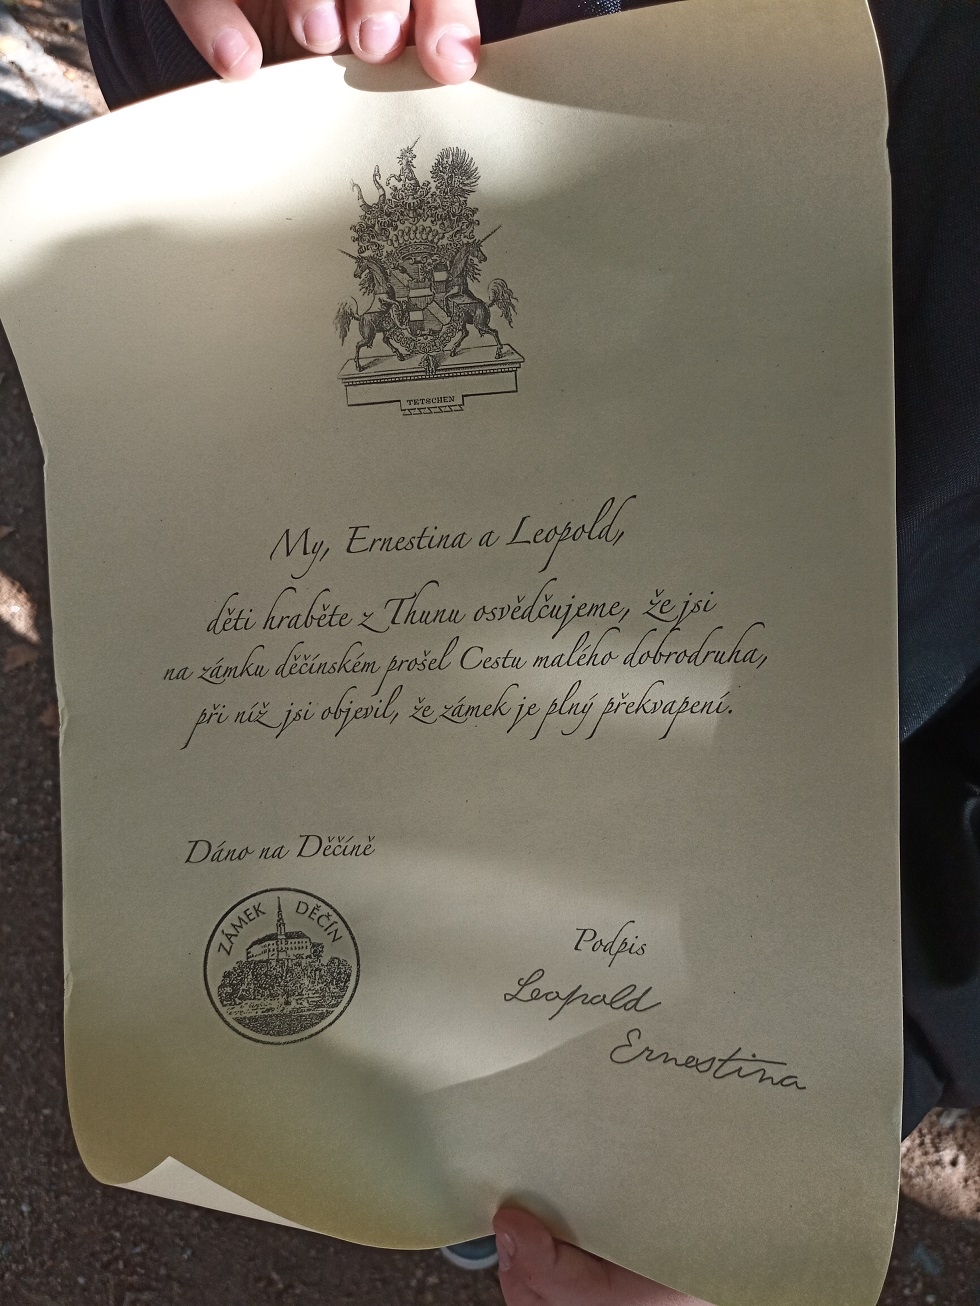 TETSCHEN
My, Ernestina a Leopold,
děti hraběte z Thunu osvědčujeme, že jsi
na zámku děčínském prošel Cestu malého dobrodruha,
při níž jsi objevil, že zámek je plný překvapení.
Dáno na Děčíně
ZÁMEK DĚČÍN
Podpis
Leopold
Ernestina